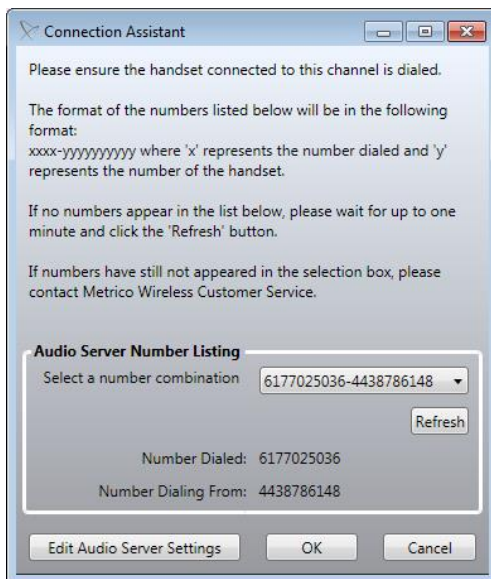 Connection Assistant
Please ensure the handset connected to this channel is dialed.
The format of the numbers listed below will be in the following
format:
xxxx-yyyyyyyyyy where 'x' represents the number dialed and 'y'
represents the number of the handset.
If no numbers appear in the list below, please wait for up to one
minute and click the 'Refresh' button.
If numbers have still not appeared in the selection box, please
contact Metrico Wireless Customer Service.
Audio Server Number Listing
Select a number combination 6177025036-4438786148
Refresh
Number Dialed: 6177025036
Number Dialing From: 4438786148
Edit Audio Server Settings OK Cancel